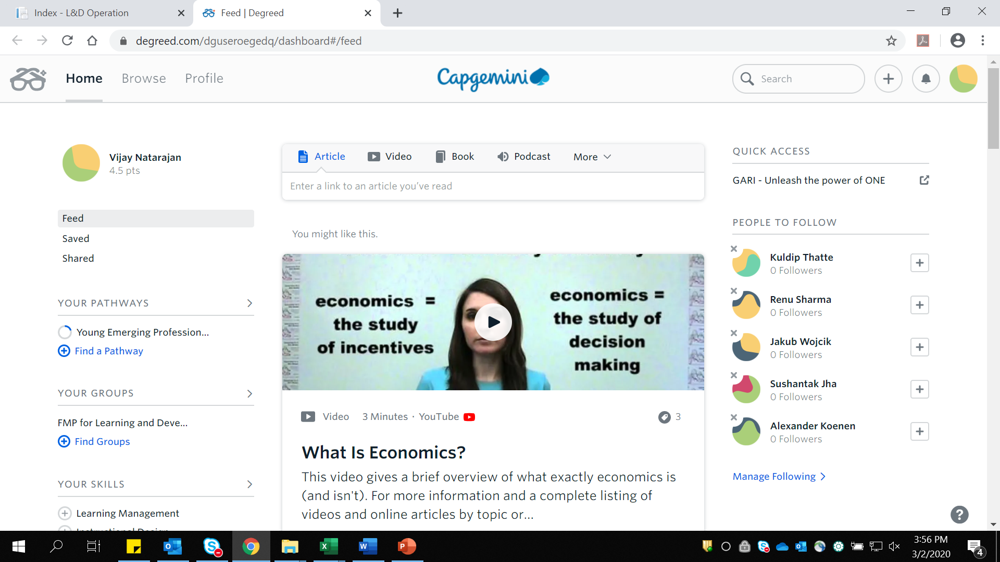 Index - L&D Operation
Feed | Degreed
degreed.com/dguseroegedq/dashboard#/feed
Home
Browse
Profile
Capgemini
Search
Vijay Natarajan
4.5 pts
Feed
Saved
Shared
YOUR PATHWAYS
Young Emerging Profession...
Find a Pathway
YOUR GROUPS
FMP for Learning and Deve...
Find Groups
YOUR SKILLS
Learning Management
Article
Video
Book
Podcast
More
Enter a link to an article you've read
You might like this.
economics =
the study
of incentives
economics =
the study of
decision
making
Video
3 Minutes · YouTube
3
What Is Economics?
This video gives a brief overview of what exactly economics is
(and isn't). For more information and a complete listing of
videos and online articles by topic or...
QUICK ACCESS
GARI - Unleash the power of ONE
PEOPLE TO FOLLOW
Kuldip Thatte
0 Followers
Renu Sharma
0 Followers
Jakub Wojcik
0 Followers
Sushantak Jha
0 Followers
Alexander Koenen
0 Followers
Manage Following
?
3:56 PM
3/2/2020
4